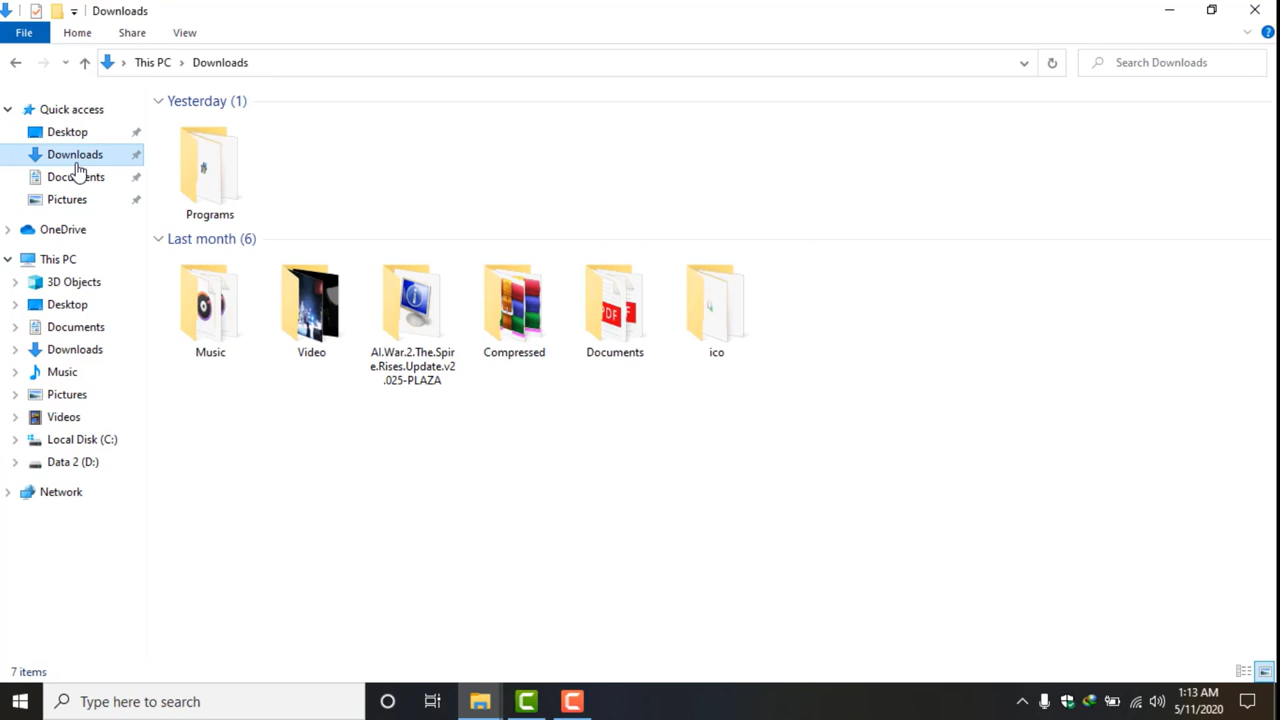 Downloads
File Home Share View
This PC Downloads
Search Downloads
Quick access
Desktop
Downloads
Documents
Pictures
OneDrive
This PC
3D Objects
Desktop
Documents
Downloads
Music
Pictures
Videos
Local Disk (C:)
Data 2 (D:)
Network
Yesterday (1)
Programs
Last month (6)
Music
Video
AI.War.2.The.Spir
e.Rises.Update.v2
.025-PLAZA
Compressed
Documents
PDF
ico
7 items
Type here to search
1:13 AM
5/11/2020